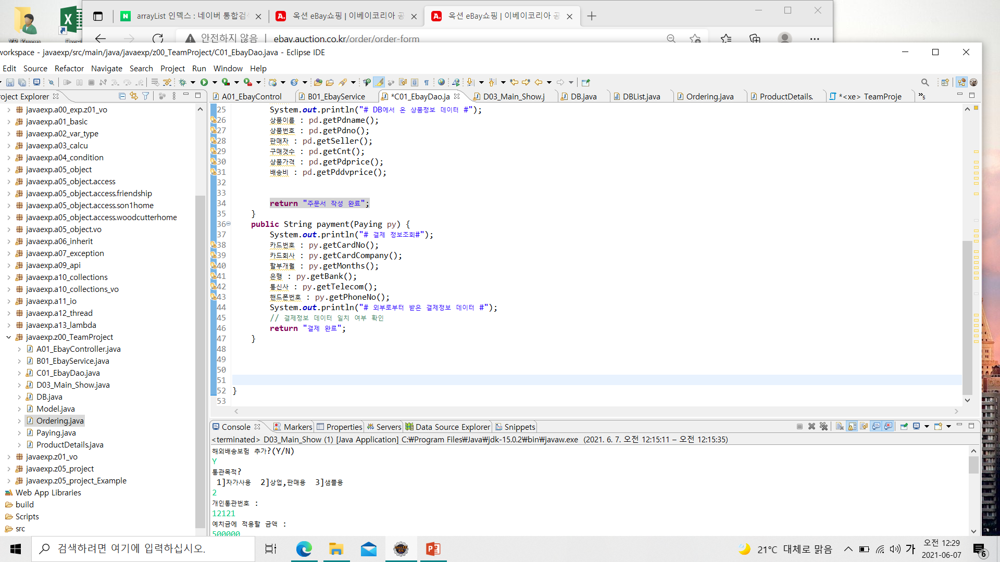 arrayList 인덱스 : 네이버 통합검색
옥션 eBay쇼핑 | 이베이코리아 공
옥션 eBay쇼핑 | 이베이코리아 공
안전하지 않음 | ebay.auction.co.kr/order/order-form
workspace - javaexp/src/main/java/javaexp/z00_TeamProject/C01_EbayDao.java - Eclipse IDE
Edit Source Refactor Navigate Search Project Run Window Help
roject Explorer
A01_EbayControl
B01_EbayService
*C01_EbayDao.ja
D03_Main_Show.j
DB.java
DBList.java
Ordering.java
ProductDetails.
*<xe> TeamProje
»5
javaexp.a00_exp.z01_vo
javaexp.a01_basic
javaexp.a02_var_type
javaexp.a03_calcu
javaexp.a04_condition
javaexp.a05_object
javaexp.a05_object.access
javaexp.a05_object.access.friendship
javaexp.a05_object.access.son1home
javaexp.a05_object.access.woodcutterhome
javaexp.a05_object.vo
javaexp.a06_inherit
javaexp.a07_exception
javaexp.a09_api
javaexp.a10_collections
javaexp.a10_collections_vo
javaexp.a11_io
javaexp.a12_thread
javaexp.a13_lambda
javaexp.z00_TeamProject
A01_EbayController.java
B01_EbayService.java
C01_EbayDao.java
D03_Main_Show.java
DB.java
Model.java
Ordering.java
Paying.java
ProductDetails.java
javaexp.z01_vo
javaexp.z05_project
javaexp.z05_project_Example
Web App Libraries
build
Scripts
src
25 System.out.println("# DB에서 온 상품정보 데이터 #");
26 상품이름 : pd.getPdname();
27 상품번호 : pd.getPdno();
28 판매자 : pd.getSeller();
29 구매갯수 : pd.getCnt();
30 상품가격 : pd.getPdprice();
31 배송비 : pd.getPddvprice();
32
33
34 return "주문서 작성 완료";
35 }
36 public String payment(Paying py) {
37 System.out.println("# 결제 정보조회#");
38 카드번호 : py.getCardNo();
39 카드회사 : py.getCardCompany();
40 할부개월 : py.getMonths();
41 은행 : py.getBank();
42 통신사 : py.getTelecom();
43 핸드폰번호 : py.getPhoneNo();
44 System.out.println("# 외부로부터 받은 결제정보 데이터 #");
45 // 결제정보 데이터 일치 여부 확인
46 return "결제 완료";
47 }
48
49
50
51
52 }
53
Console Markers Properties Servers Data Source Explorer Snippets
<terminated> D03_Main_Show (1) [Java Application] C:₩Program Files₩Java₩jdk-15.0.2₩bin₩javaw.exe (2021. 6. 7. 오전 12:15:11 – 오전 12:15:35)
해외배송보험 추가?(Y/N)
Y
통관목적?
1]자가사용 2]상업,판매용 3]샘플용
2
개인통관번호 :
12121
예치금에 적용할 금액 :
500000
검색하려면 여기에 입력하십시오.
21°C 대체로 맑음
가
오전 12:29
2021-06-07
6